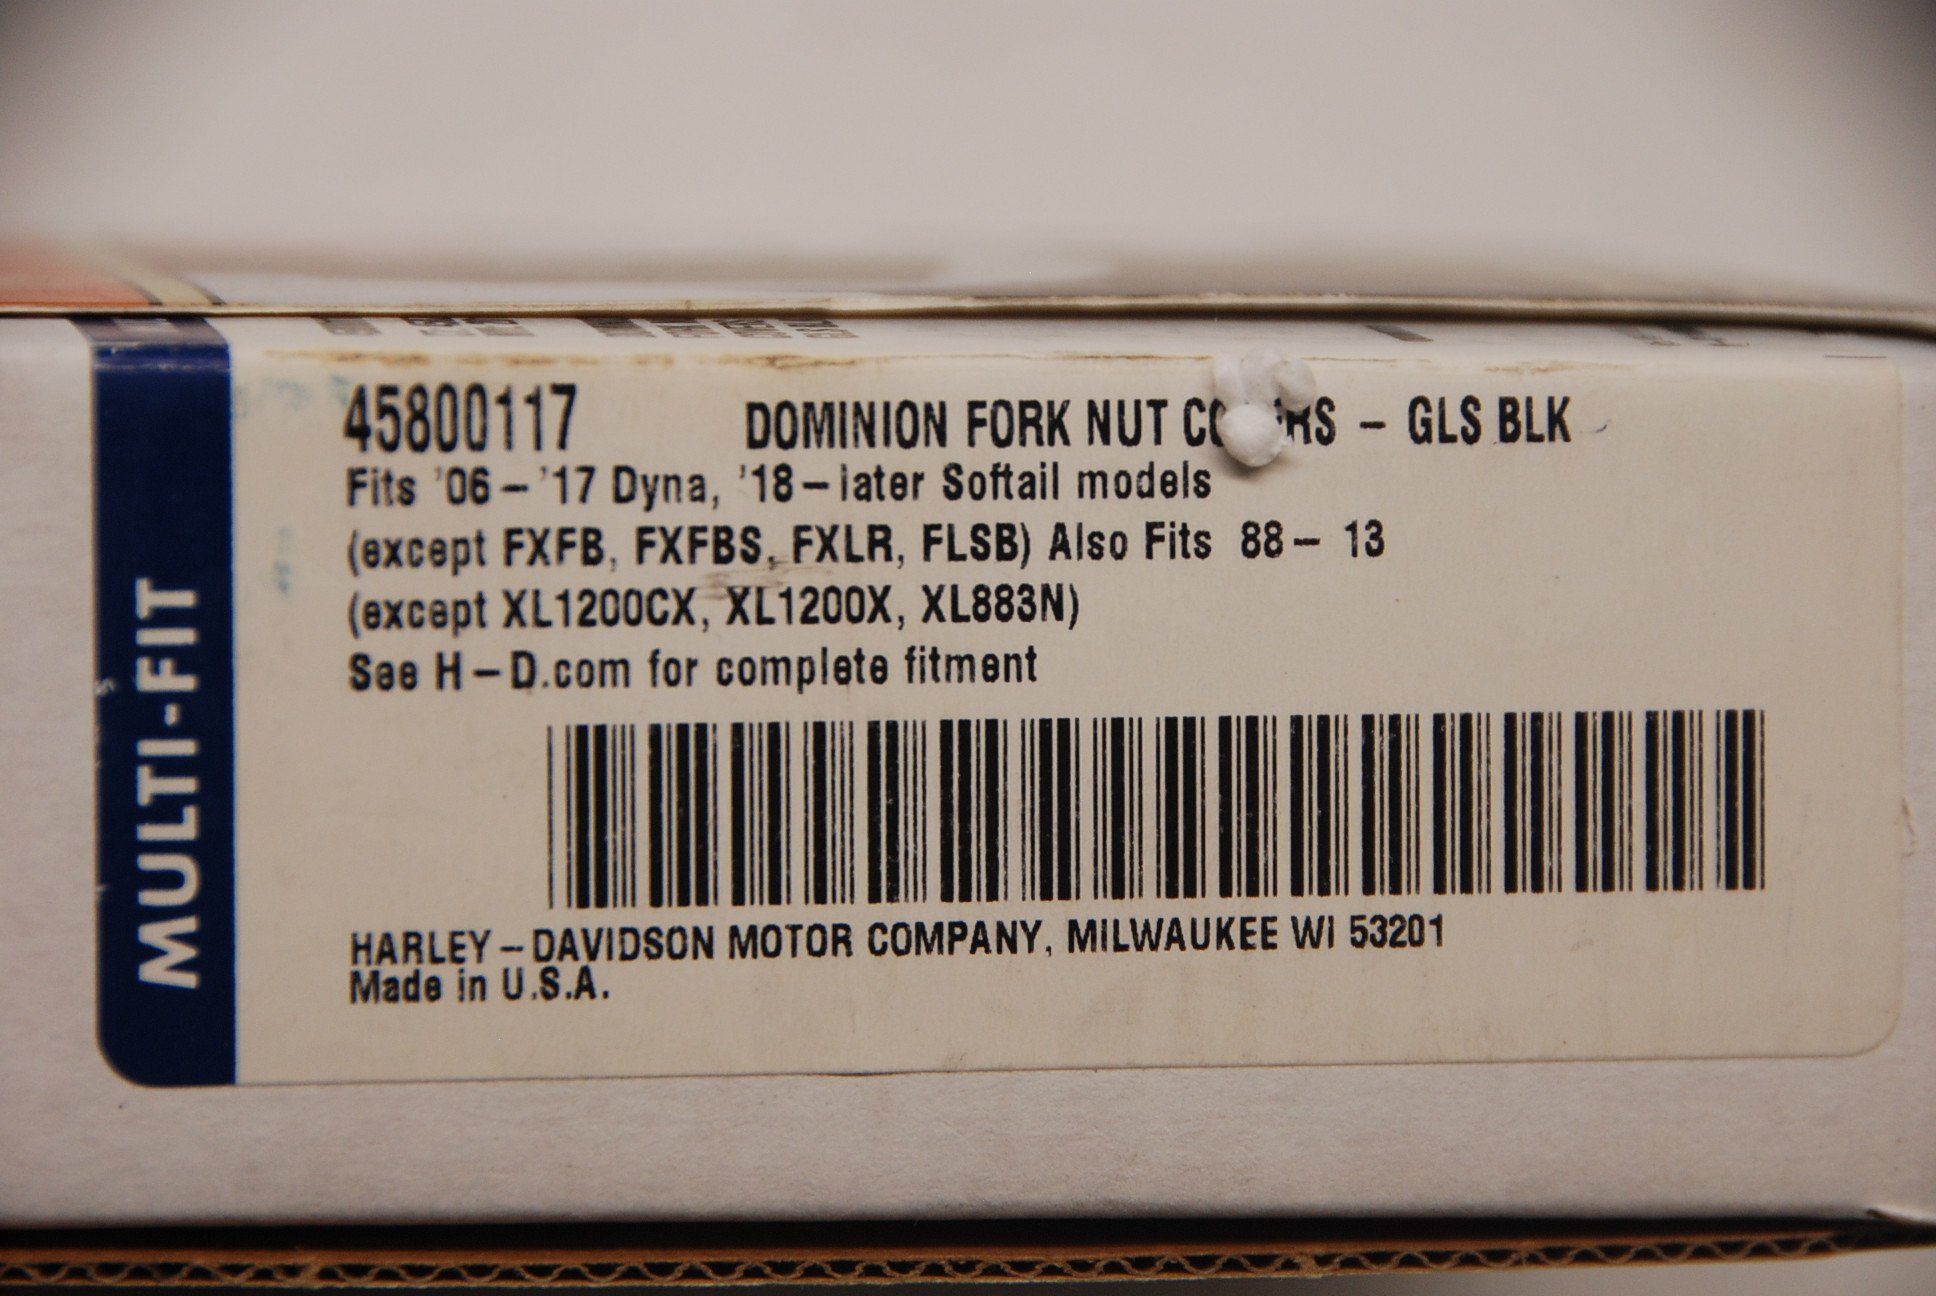 MULTI-FIT
45800117 DOMINION FORK NUT - GLS BLK
Fits '06-'17 Dyna, '18-later Softail models
(except FXFB, FXFBS, FXLR, FLSB) Also Fits 88-13
(except XL1200CX, XL1200X, XL883N)
See H-D.com for complete fitment
HARLEY-DAVIDSON MOTOR COMPANY, MILWAUKEE WI 53201
Made in U.S.A.